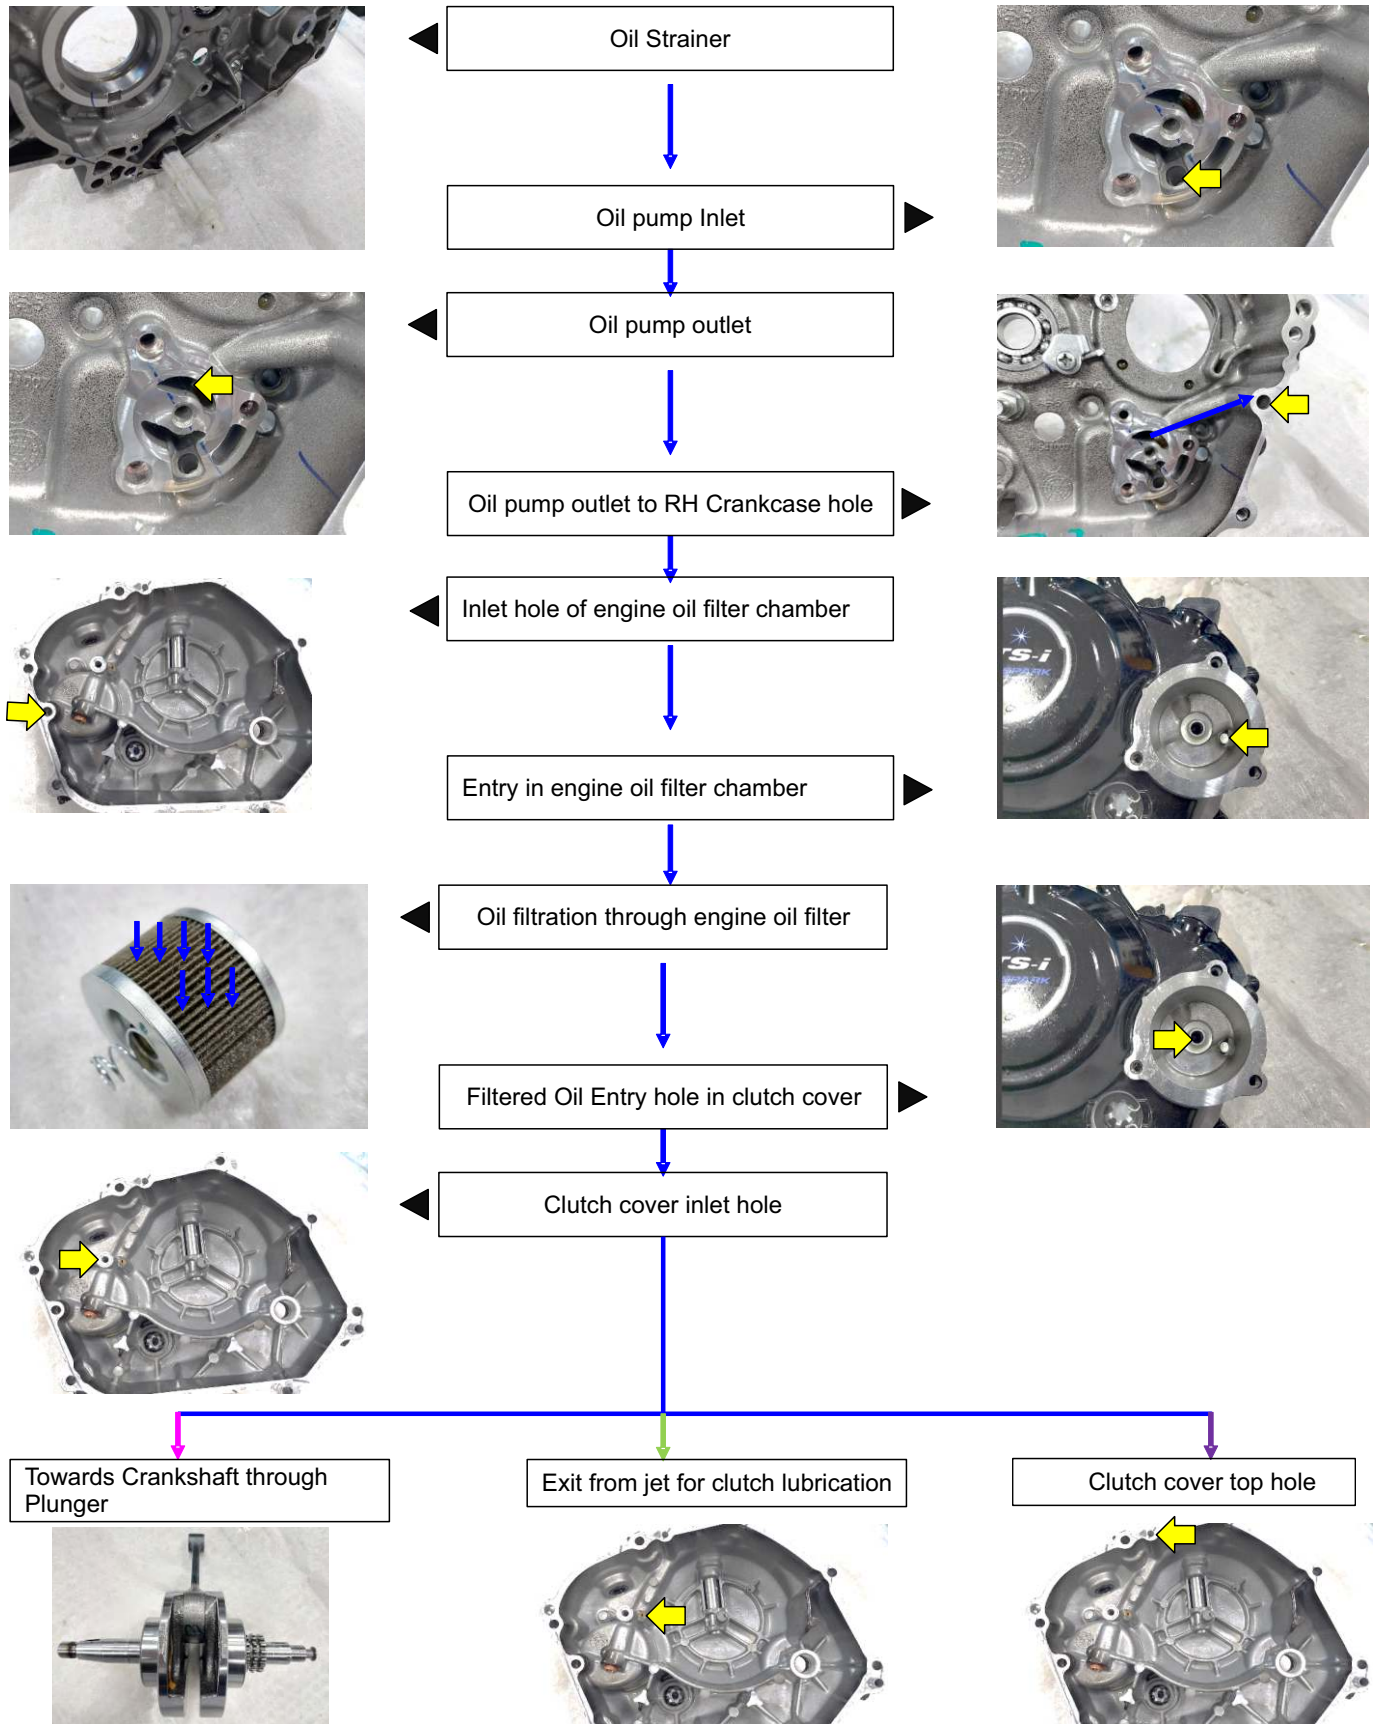 Oil Strainer
Oil pump Inlet
Oil pump outlet
Oil pump outlet to RH Crankcase hole
Inlet hole of engine oil filter chamber
TS-i
SPARK
Entry in engine oil filter chamber
Oil filtration through engine oil filter
TS-i
Filtered Oil Entry hole in clutch cover
Clutch cover inlet hole
Towards Crankshaft through
Plunger
Exit from jet for clutch lubrication
Clutch cover top hole